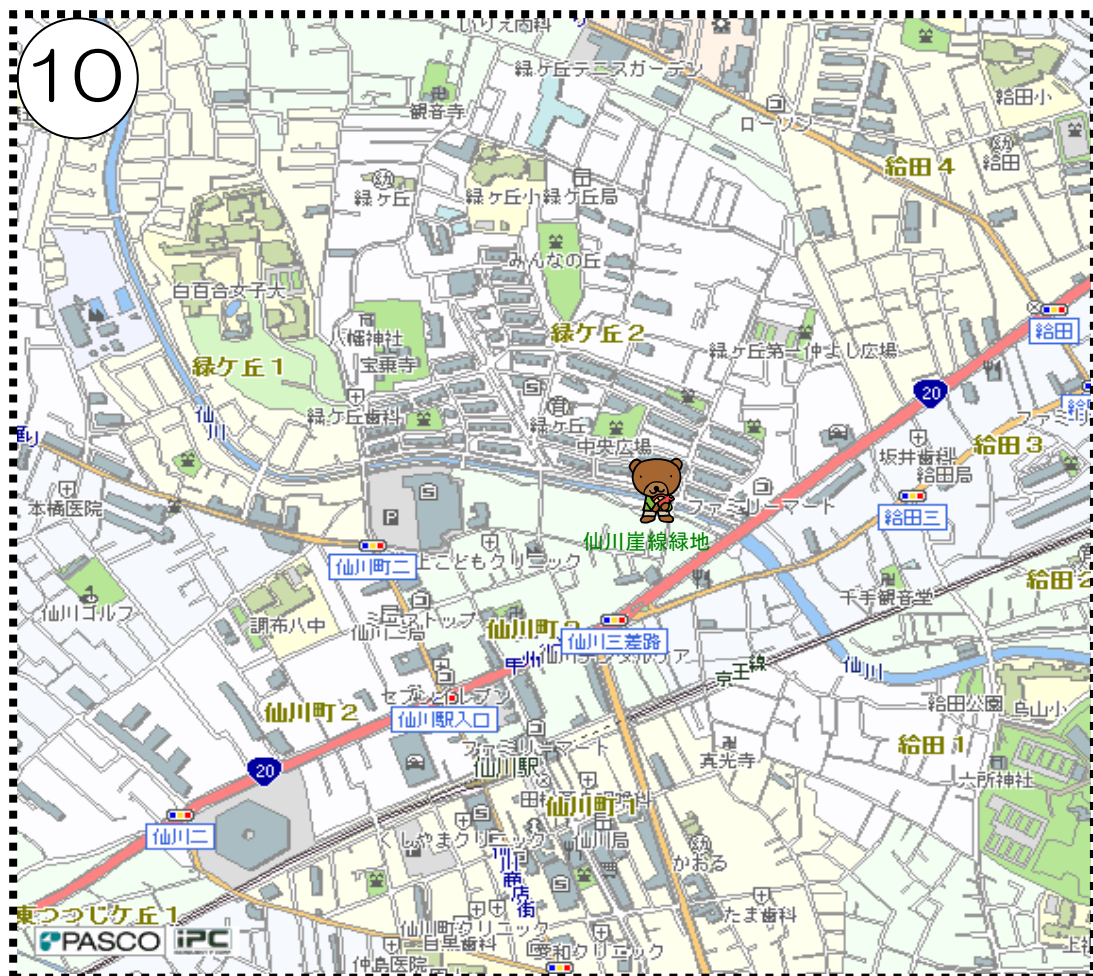 10
緑ケ丘テニスガーデン
観音寺
ローソン
給田小
給田
給田4
緑ケ丘
緑ケ丘小
緑ケ丘局
みんなの丘
白百合女子大
八幡神社
宝乗寺
緑ケ丘2
緑ケ丘第一仲よし広場
給田
緑ケ丘1
20
仙川
緑ケ丘歯科
緑ケ丘
中央広場
坂井歯科
給田3
給田局
本橋医院
P
ファミリーマート
給田三
仙川崖線緑地
仙川町二
上こどもクリニック
給田2
千手観音堂
仙川ゴルフ
調布八中
ミニストップ
仙川二局
仙川三差路
京王線
仙川
セブンイレブン
仙川町2
仙川駅入口
給田公園
烏山小
給田1
ファミリーマート
仙川駅
真光寺
六所神社
20
仙川町1
仙川二
くしやまクリニック
仙川局
かおる
仙川商店街
たま歯科
東つつじケ丘1
仙川町クリニック
目黒歯科
仲島医院
愛和クリニック
PASCO
iPC